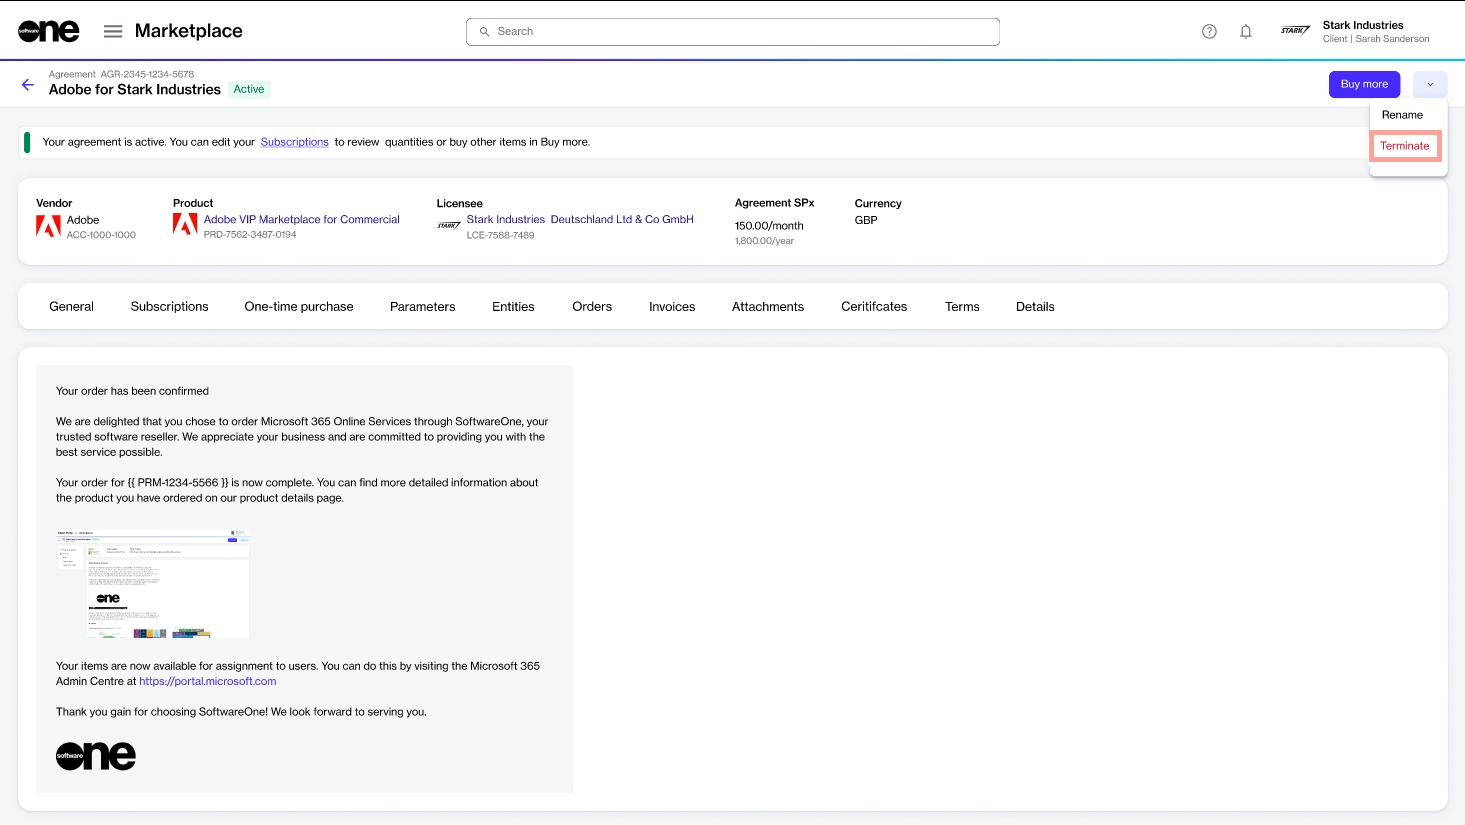 software one
Marketplace
Search
STARK
Stark Industries
Client | Sarah Sanderson
Agreement AGR-2345-1234-5678
Adobe for Stark Industries
Active
Buy more
Rename
Terminate
Your agreement is active. You can edit your Subscriptions to review quantities or buy other items in Buy more.
Vendor
Adobe
ACC-1000-1000
Product
Adobe VIP Marketplace for Commercial
PRD-7562-3487-0194
Licensee
STARK
Stark Industries Deutschland Ltd & Co GmbH
LCE-7588-7489
Agreement SPx
150.00/month
1,800.00/year
Currency
GBP
General Subscriptions One-time purchase Parameters Entities Orders Invoices Attachments Ceritifcates Terms Details
Your order has been confirmed
We are delighted that you chose to order Microsoft 365 Online Services through SoftwareOne, your
trusted software reseller. We appreciate your business and are committed to providing you with the
best service possible.
Your order for {{ PRM-1234-5566 }} is now complete. You can find more detailed information about
the product you have ordered on our product details page.
one
Your items are now available for assignment to users. You can do this by visiting the Microsoft 365
Admin Centre at https://portal.microsoft.com
Thank you gain for choosing SoftwareOne! We look forward to serving you.
software one